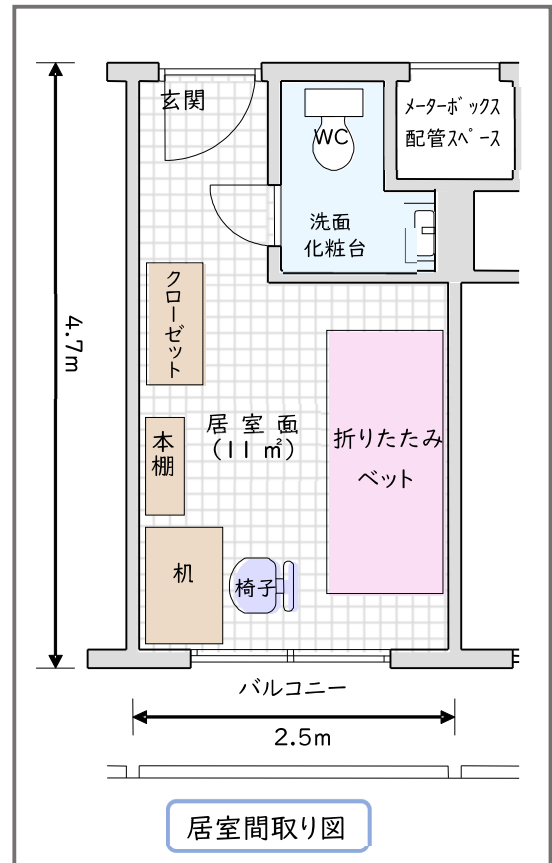 玄関
WC
メーターボックス
配管スペース
洗面
化粧台
クローゼット
4.7m
居室面
(11㎡)
折りたたみ
ベット
本棚
机
椅子
バルコニー
2.5m
居室間取り図